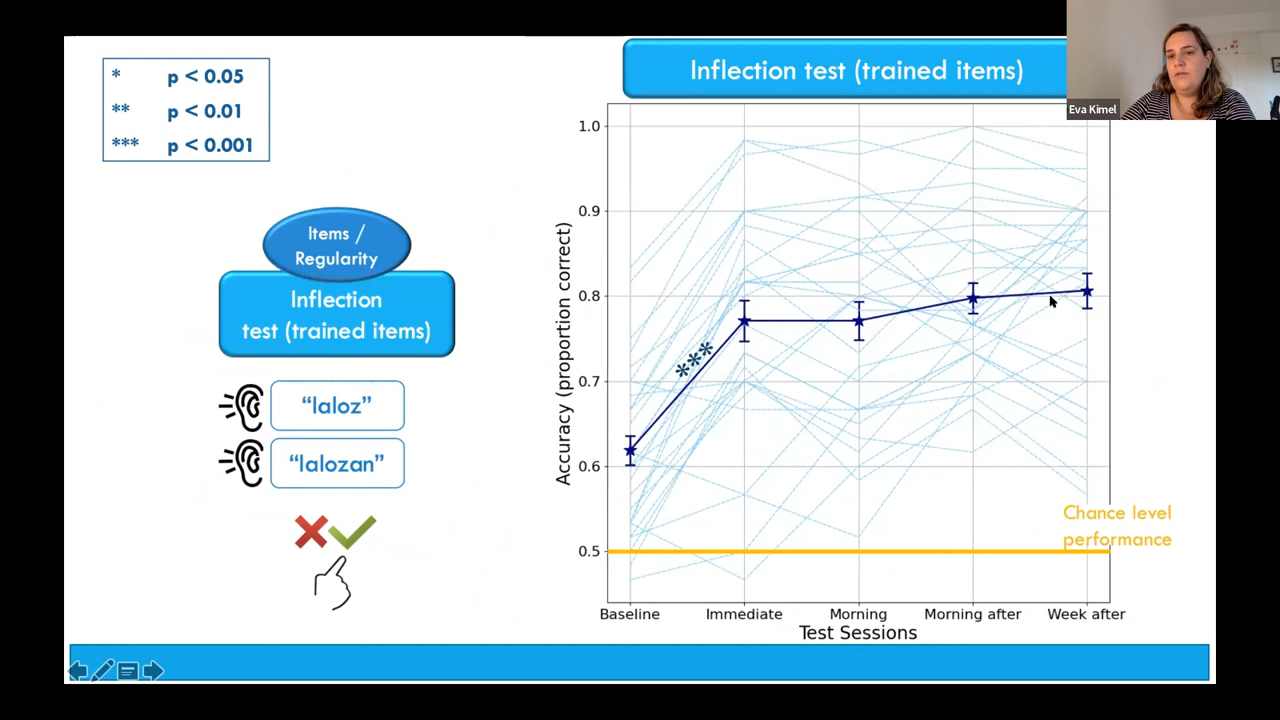 * p < 0.05
** p < 0.01
*** p < 0.001
Items /
Regularity
Inflection
test (trained items)
“laloz”
“lalozan”
Inflection test (trained items)
Eva Kimel
Accuracy (proportion correct)
1.0
0.9
0.8
0.7
0.6
0.5
***
Chance level
performance
Baseline Immediate Morning Morning after Week after
Test Sessions